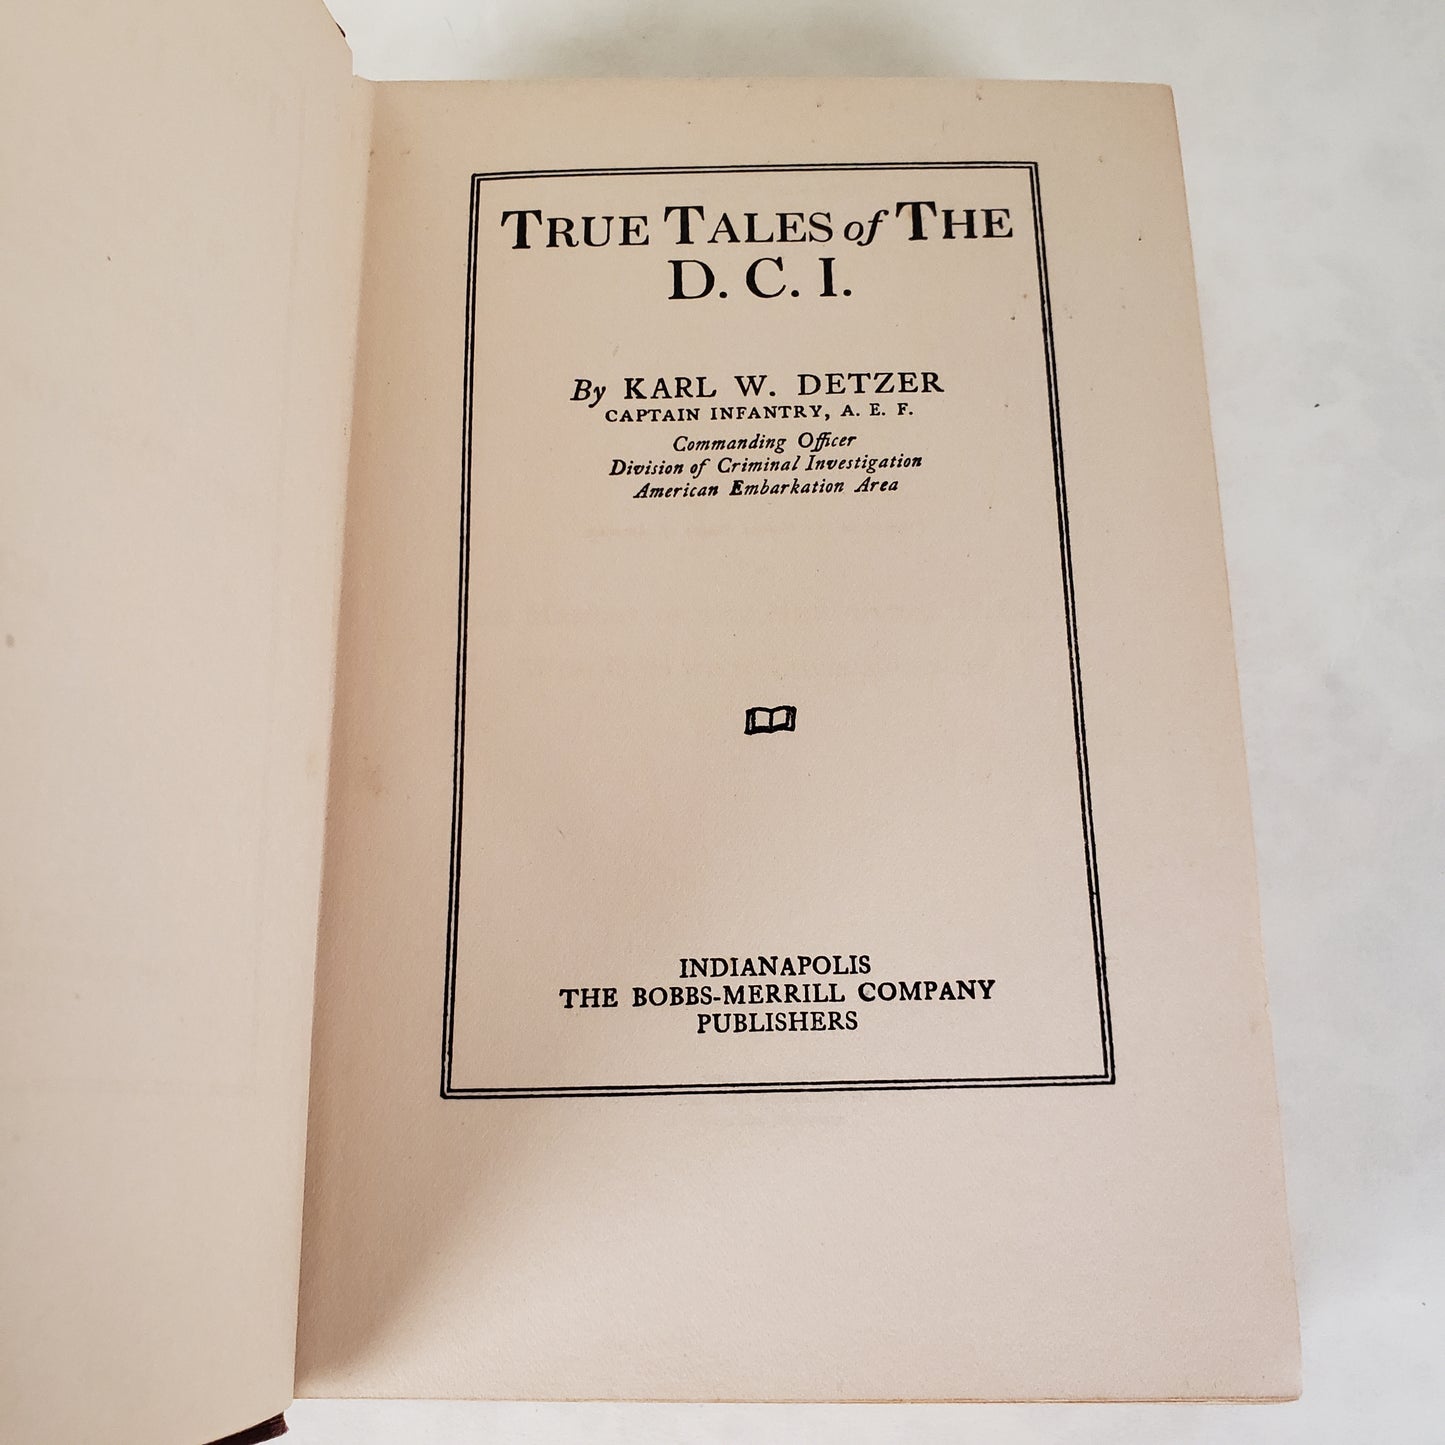 TRUE TALES of THE
D. C. I.
By KARL W. DETZER
CAPTAIN INFANTRY, A. E. F.
Commanding Officer
Division of Criminal Investigation
American Embarkation Area
INDIANAPOLIS
THE BOBBS-MERRILL COMPANY
PUBLISHERS